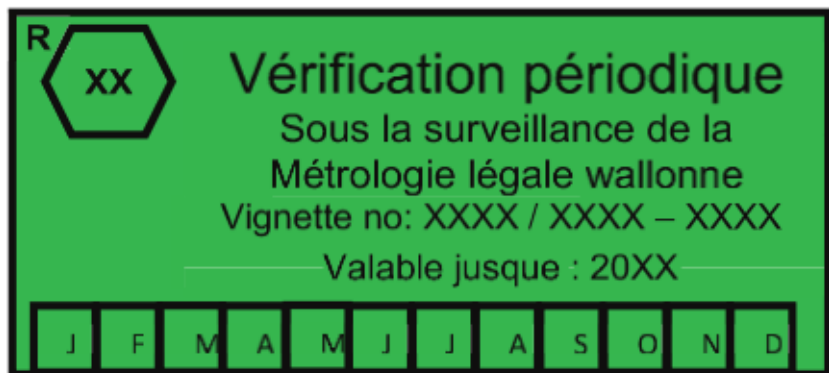 R
XX
Vérification périodique
Sous la surveillance de la
Métrologie légale wallonne
Vignette no: XXXX / XXXX – XXXX
Valable jusque : 20XX
J F M A M J J A S O N D